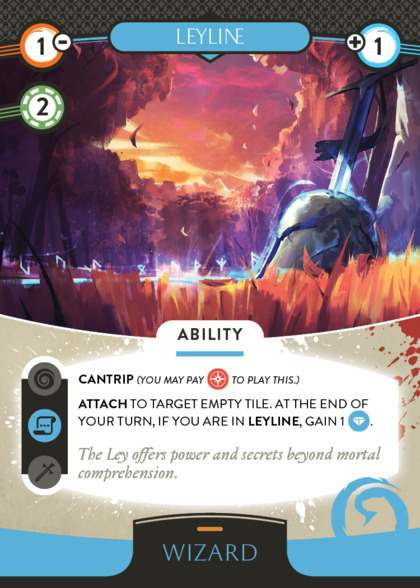 LEYLINE
1 -
+ 1
2
ABILITY
CANTRIP (YOU MAY PAY TO PLAY THIS.)
ATTACH TO TARGET EMPTY TILE. AT THE END OF
YOUR TURN, IF YOU ARE IN LEYLINE, GAIN 1 .
The Ley offers power and secrets beyond mortal
comprehension.
WIZARD